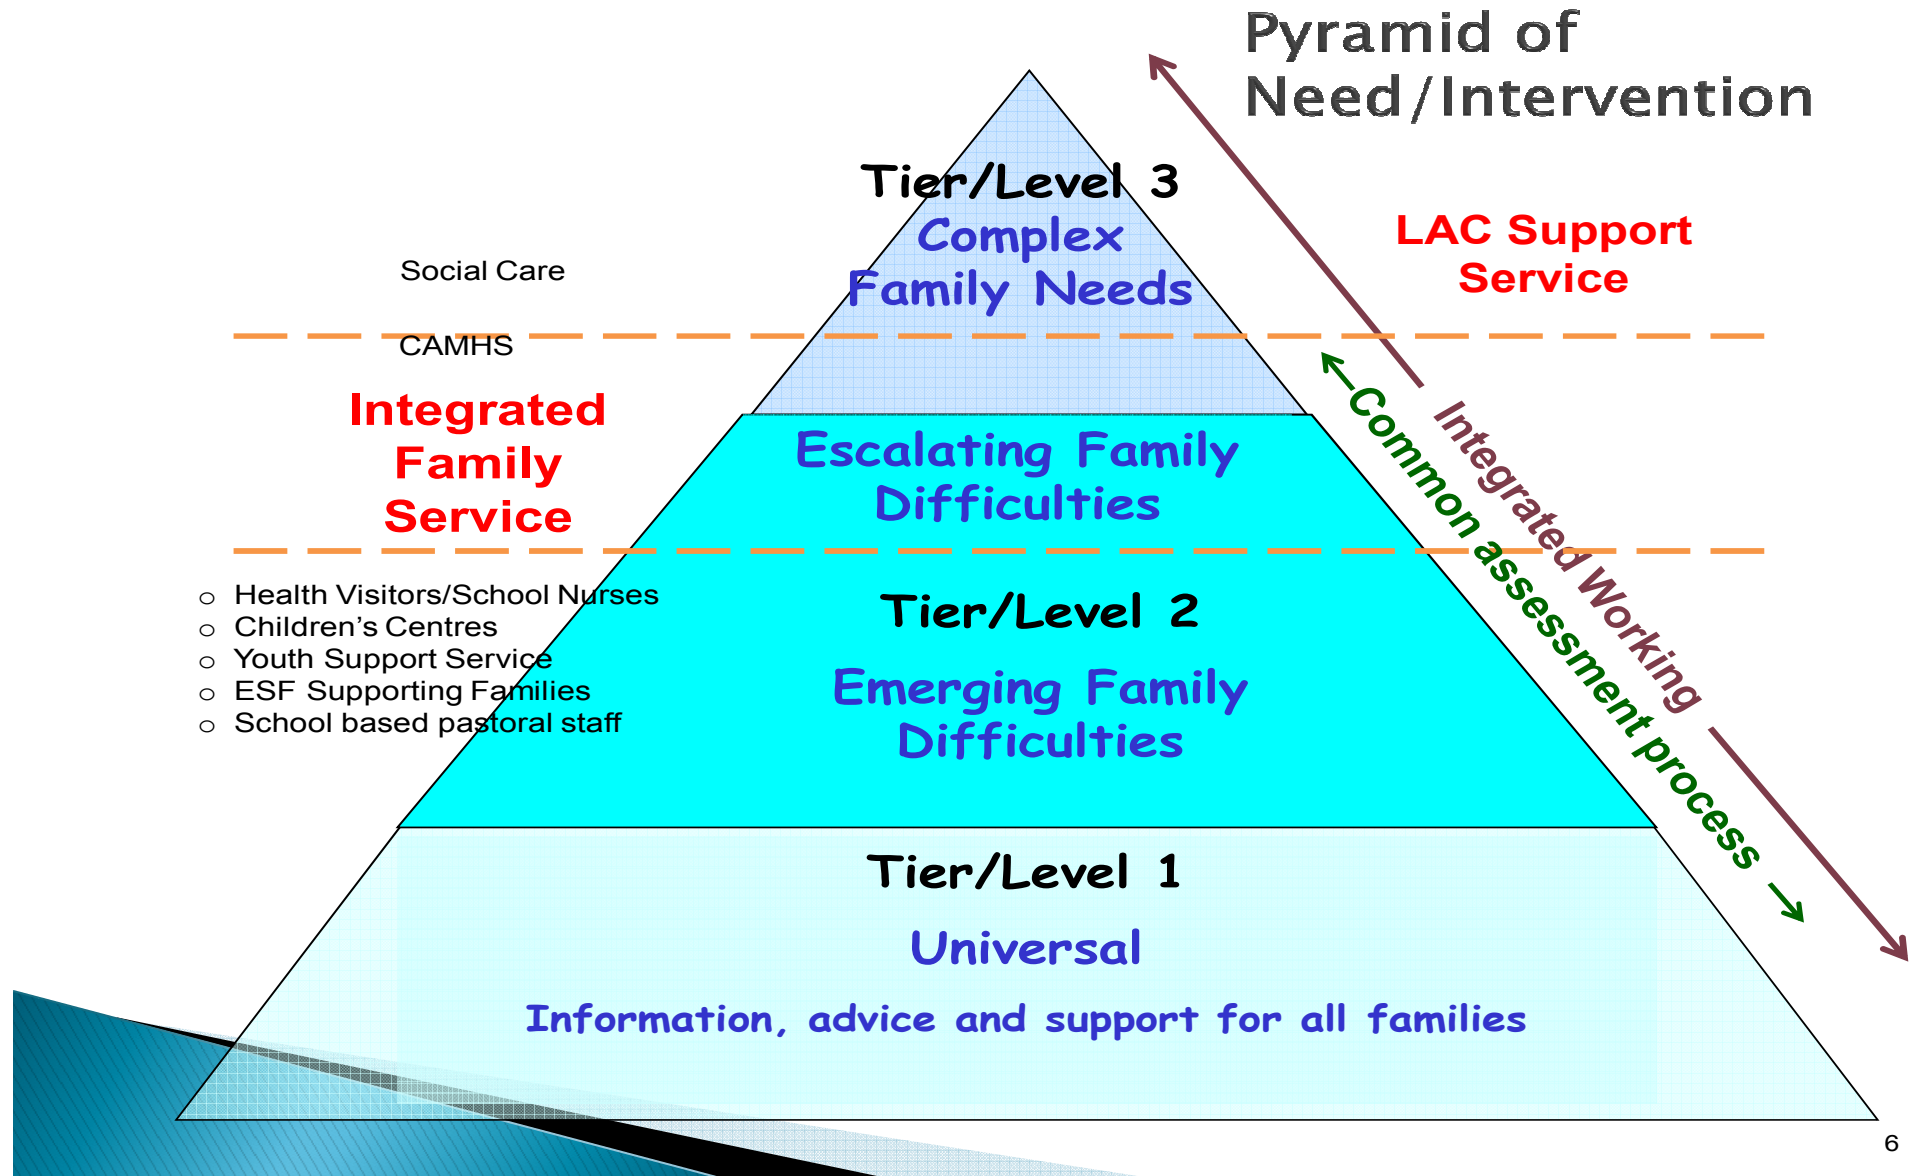 Pyramid of
Need/Intervention
Tier/Level 3
Complex
Family Needs
LAC Support
Service
Social Care
CAMHS
Integrated
Family
Service
Escalating Family
Difficulties
Common assessment process
Integrated Working
o Health Visitors/School Nurses
o Children’s Centres
o Youth Support Service
o ESF Supporting Families
o School based pastoral staff
Tier/Level 2
Emerging Family
Difficulties
Tier/Level 1
Universal
Information, advice and support for all families
6